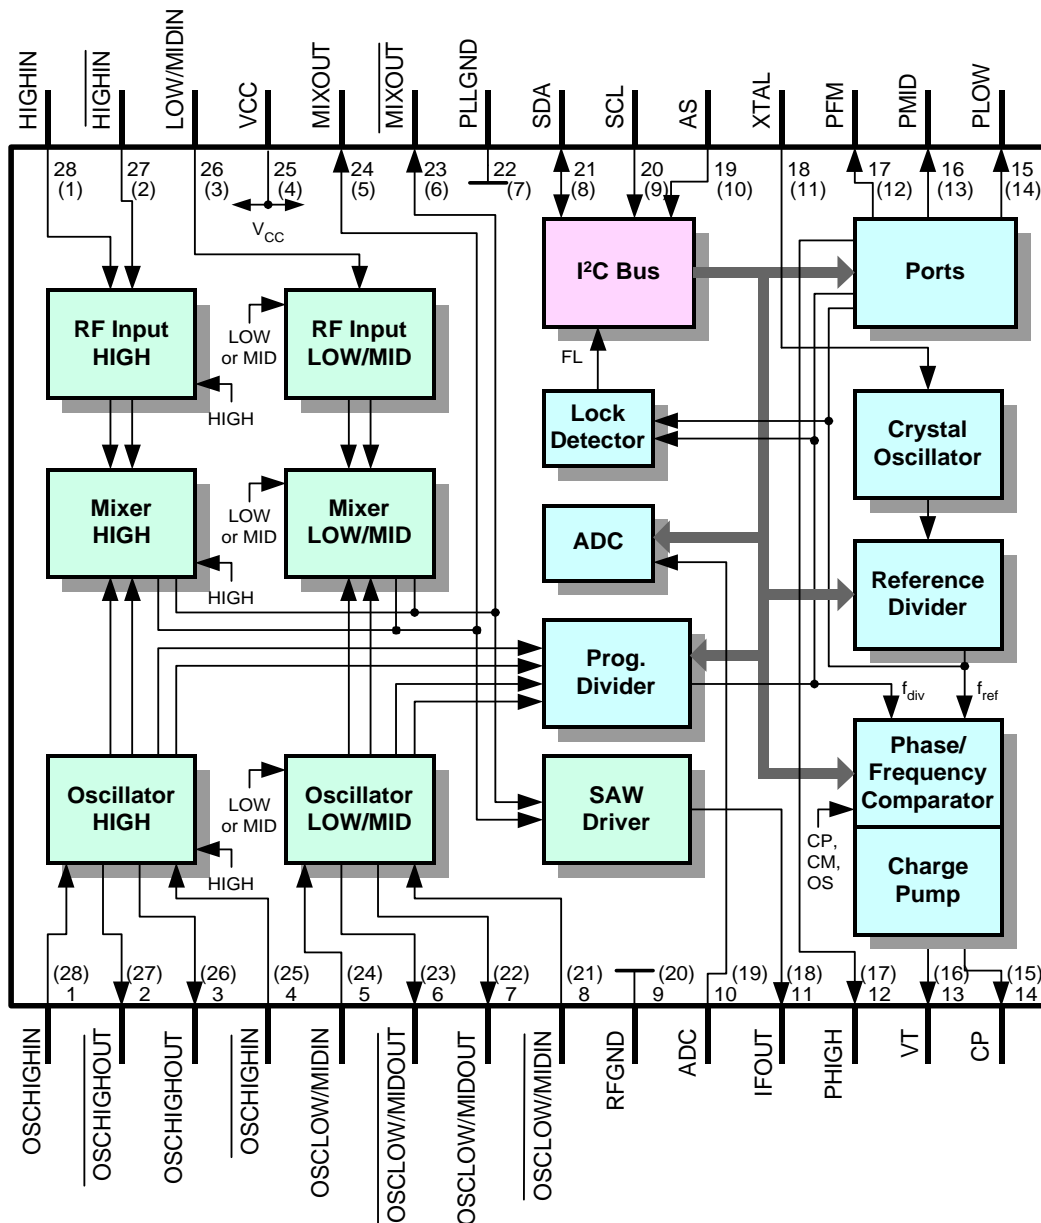 HIGHIN
HIGHIN
LOW/MIDIN
VCC
MIXOUT
MIXOUT
PLLGND
SDA
SCL
AS
XTAL
PFM
PMID
PLOW
28
(1)
27
(2)
26
(3)
25
(4)
24
(5)
23
(6)
22
(7)
21
(8)
20
(9)
19
(10)
18
(11)
17
(12)
16
(13)
15
(14)
VCC
RF Input
HIGH
LOW
or MID
RF Input
LOW/MID
HIGH
I²C Bus
Ports
FL
Lock
Detector
Crystal
Oscillator
Mixer
HIGH
LOW
or MID
Mixer
LOW/MID
HIGH
ADC
Reference
Divider
Prog.
Divider
fdiv
fref
Oscillator
HIGH
LOW
or MID
Oscillator
LOW/MID
HIGH
SAW
Driver
Phase/
Frequency
Comparator
CP,
CM,
OS
Charge
Pump
(28)
1
(27)
2
(26)
3
(25)
4
(24)
5
(23)
6
(22)
7
(21)
8
(20)
9
(19)
10
(18)
11
(17)
12
(16)
13
(15)
14
OSCHIGHIN
OSCHIGHOUT
OSCHIGHOUT
OSCHIGHIN
OSCLOW/MIDIN
OSCLOW/MIDOUT
OSCLOW/MIDOUT
OSCLOW/MIDIN
RFGND
ADC
IFOUT
PHIGH
VT
CP